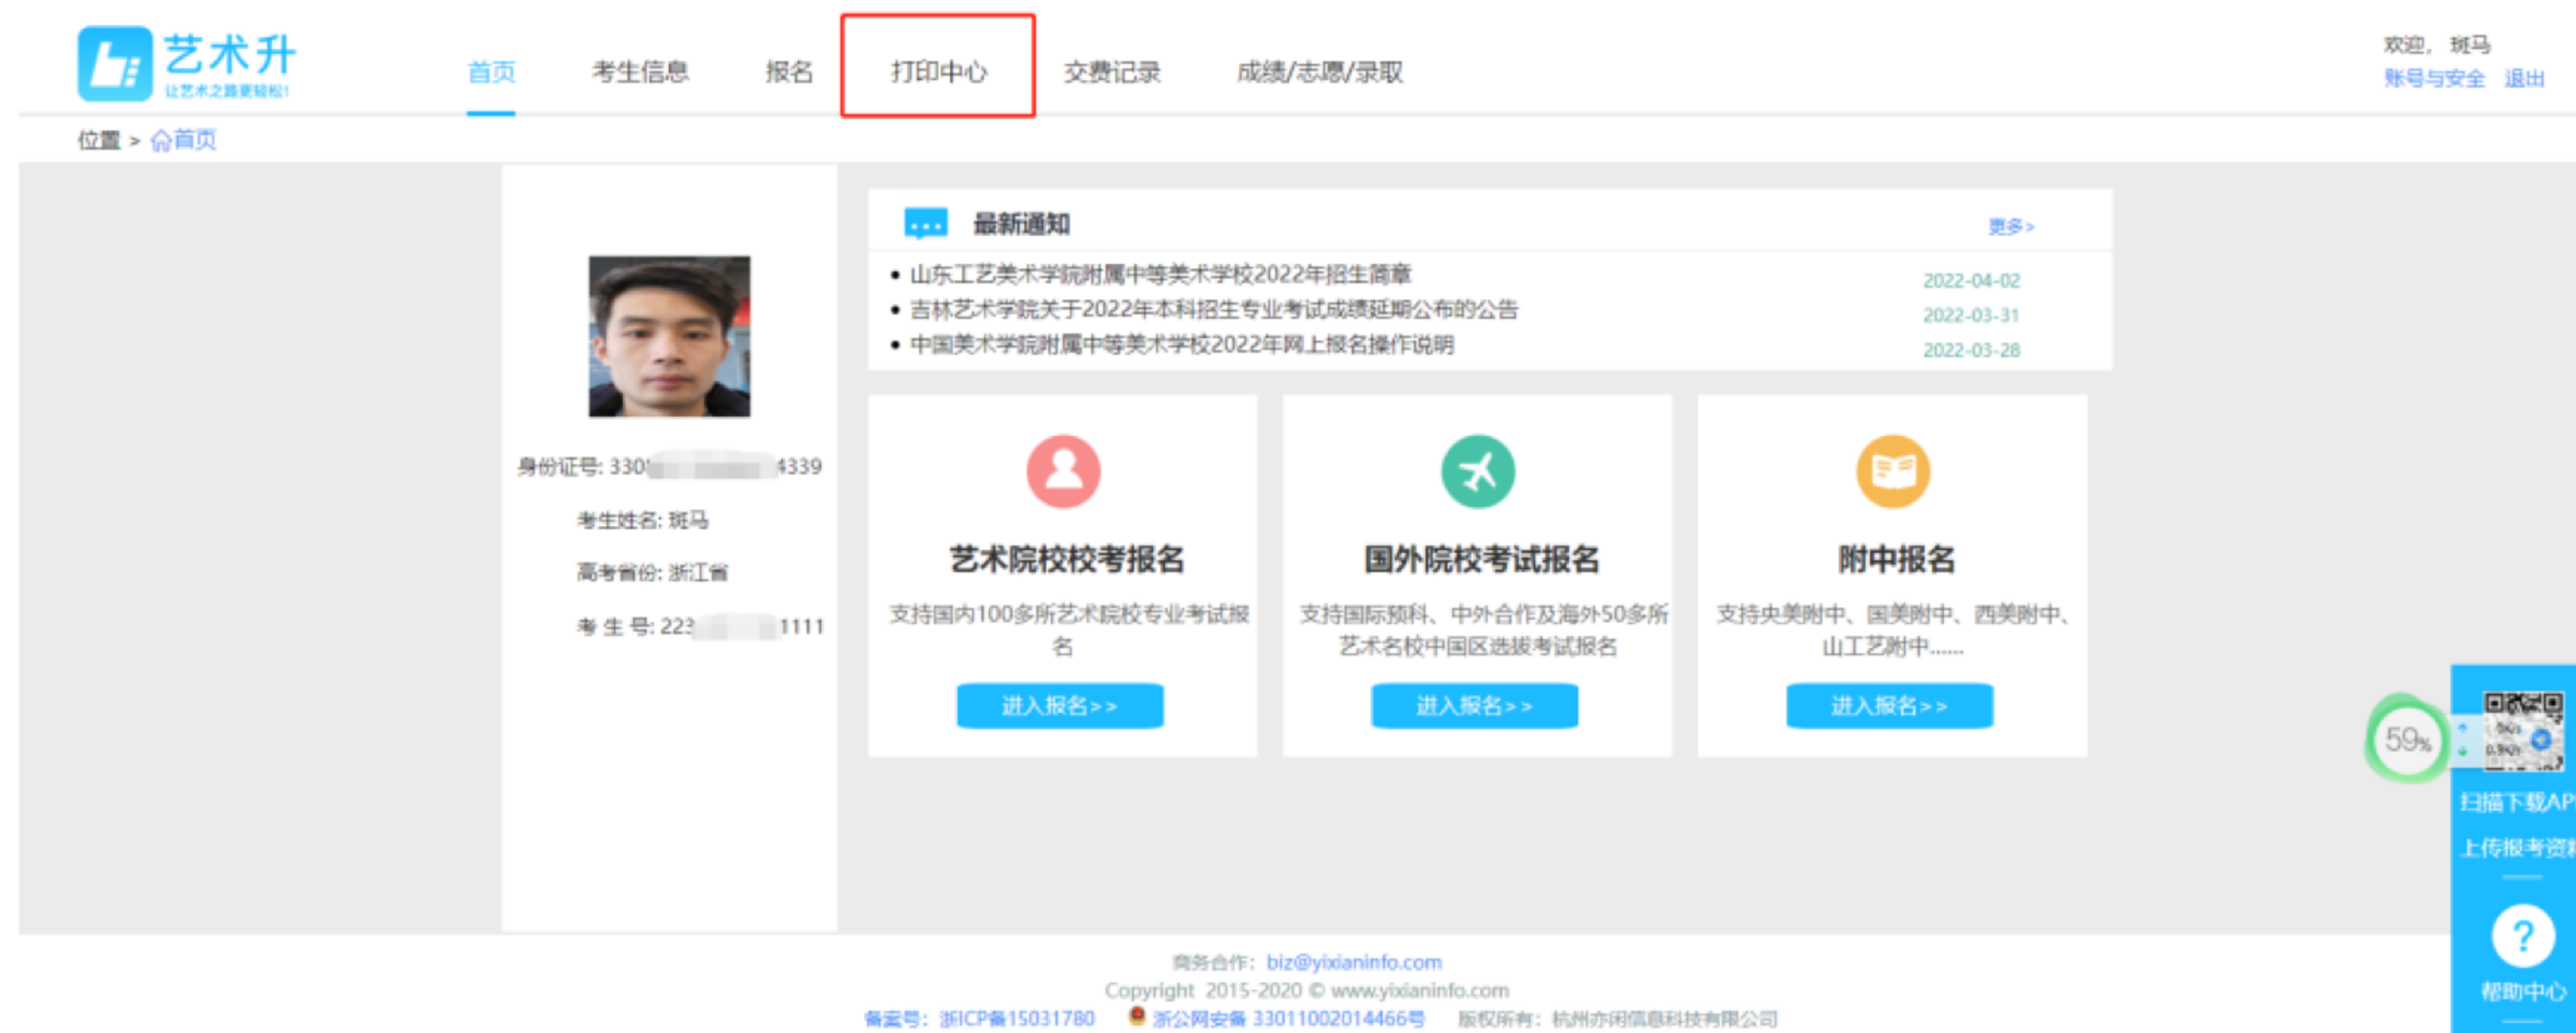 艺术升
让艺术之路更轻松!
首页 考生信息 报名 打印中心 交费记录 成绩/志愿/录取
欢迎, 斑马
账号与安全 退出
位置 > 首页
最新通知 更多>
• 山东工艺美术学院附属中等美术学校2022年招生简章 2022-04-02
• 吉林艺术学院关于2022年本科招生专业考试成绩延期公布的公告 2022-03-31
• 中国美术学院附属中等美术学校2022年网上报名操作说明 2022-03-28
身份证号: 330 4339
考生姓名: 斑马
高考省份: 浙江省
考 生 号: 223 1111
艺术院校校考报名
支持国内100多所艺术院校专业考试报
名
进入报名>>
国外院校考试报名
支持国际预科、中外合作及海外50多所
艺术名校中国区选拔考试报名
进入报名>>
附中报名
支持央美附中、国美附中、西美附中、
山工艺附中......
进入报名>>
59%
扫描下载AP
上传报考资料
?
帮助中心
商务合作: biz@yixianinfo.com
Copyright 2015-2020 © www.yixianinfo.com
备案号: 浙ICP备15031780 浙公网安备 33011002014466号 版权所有: 杭州亦闲信息科技有限公司